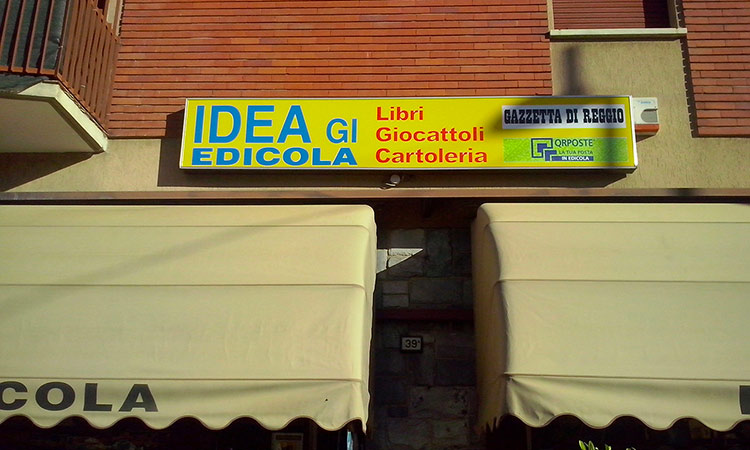 IDEA GI
EDICOLA
Libri
Giocattoli
Cartoleria
GAZZETTA DI REGGIO
QRPOSTE
LA TUA POSTA
IN EDICOLA
39
COLA